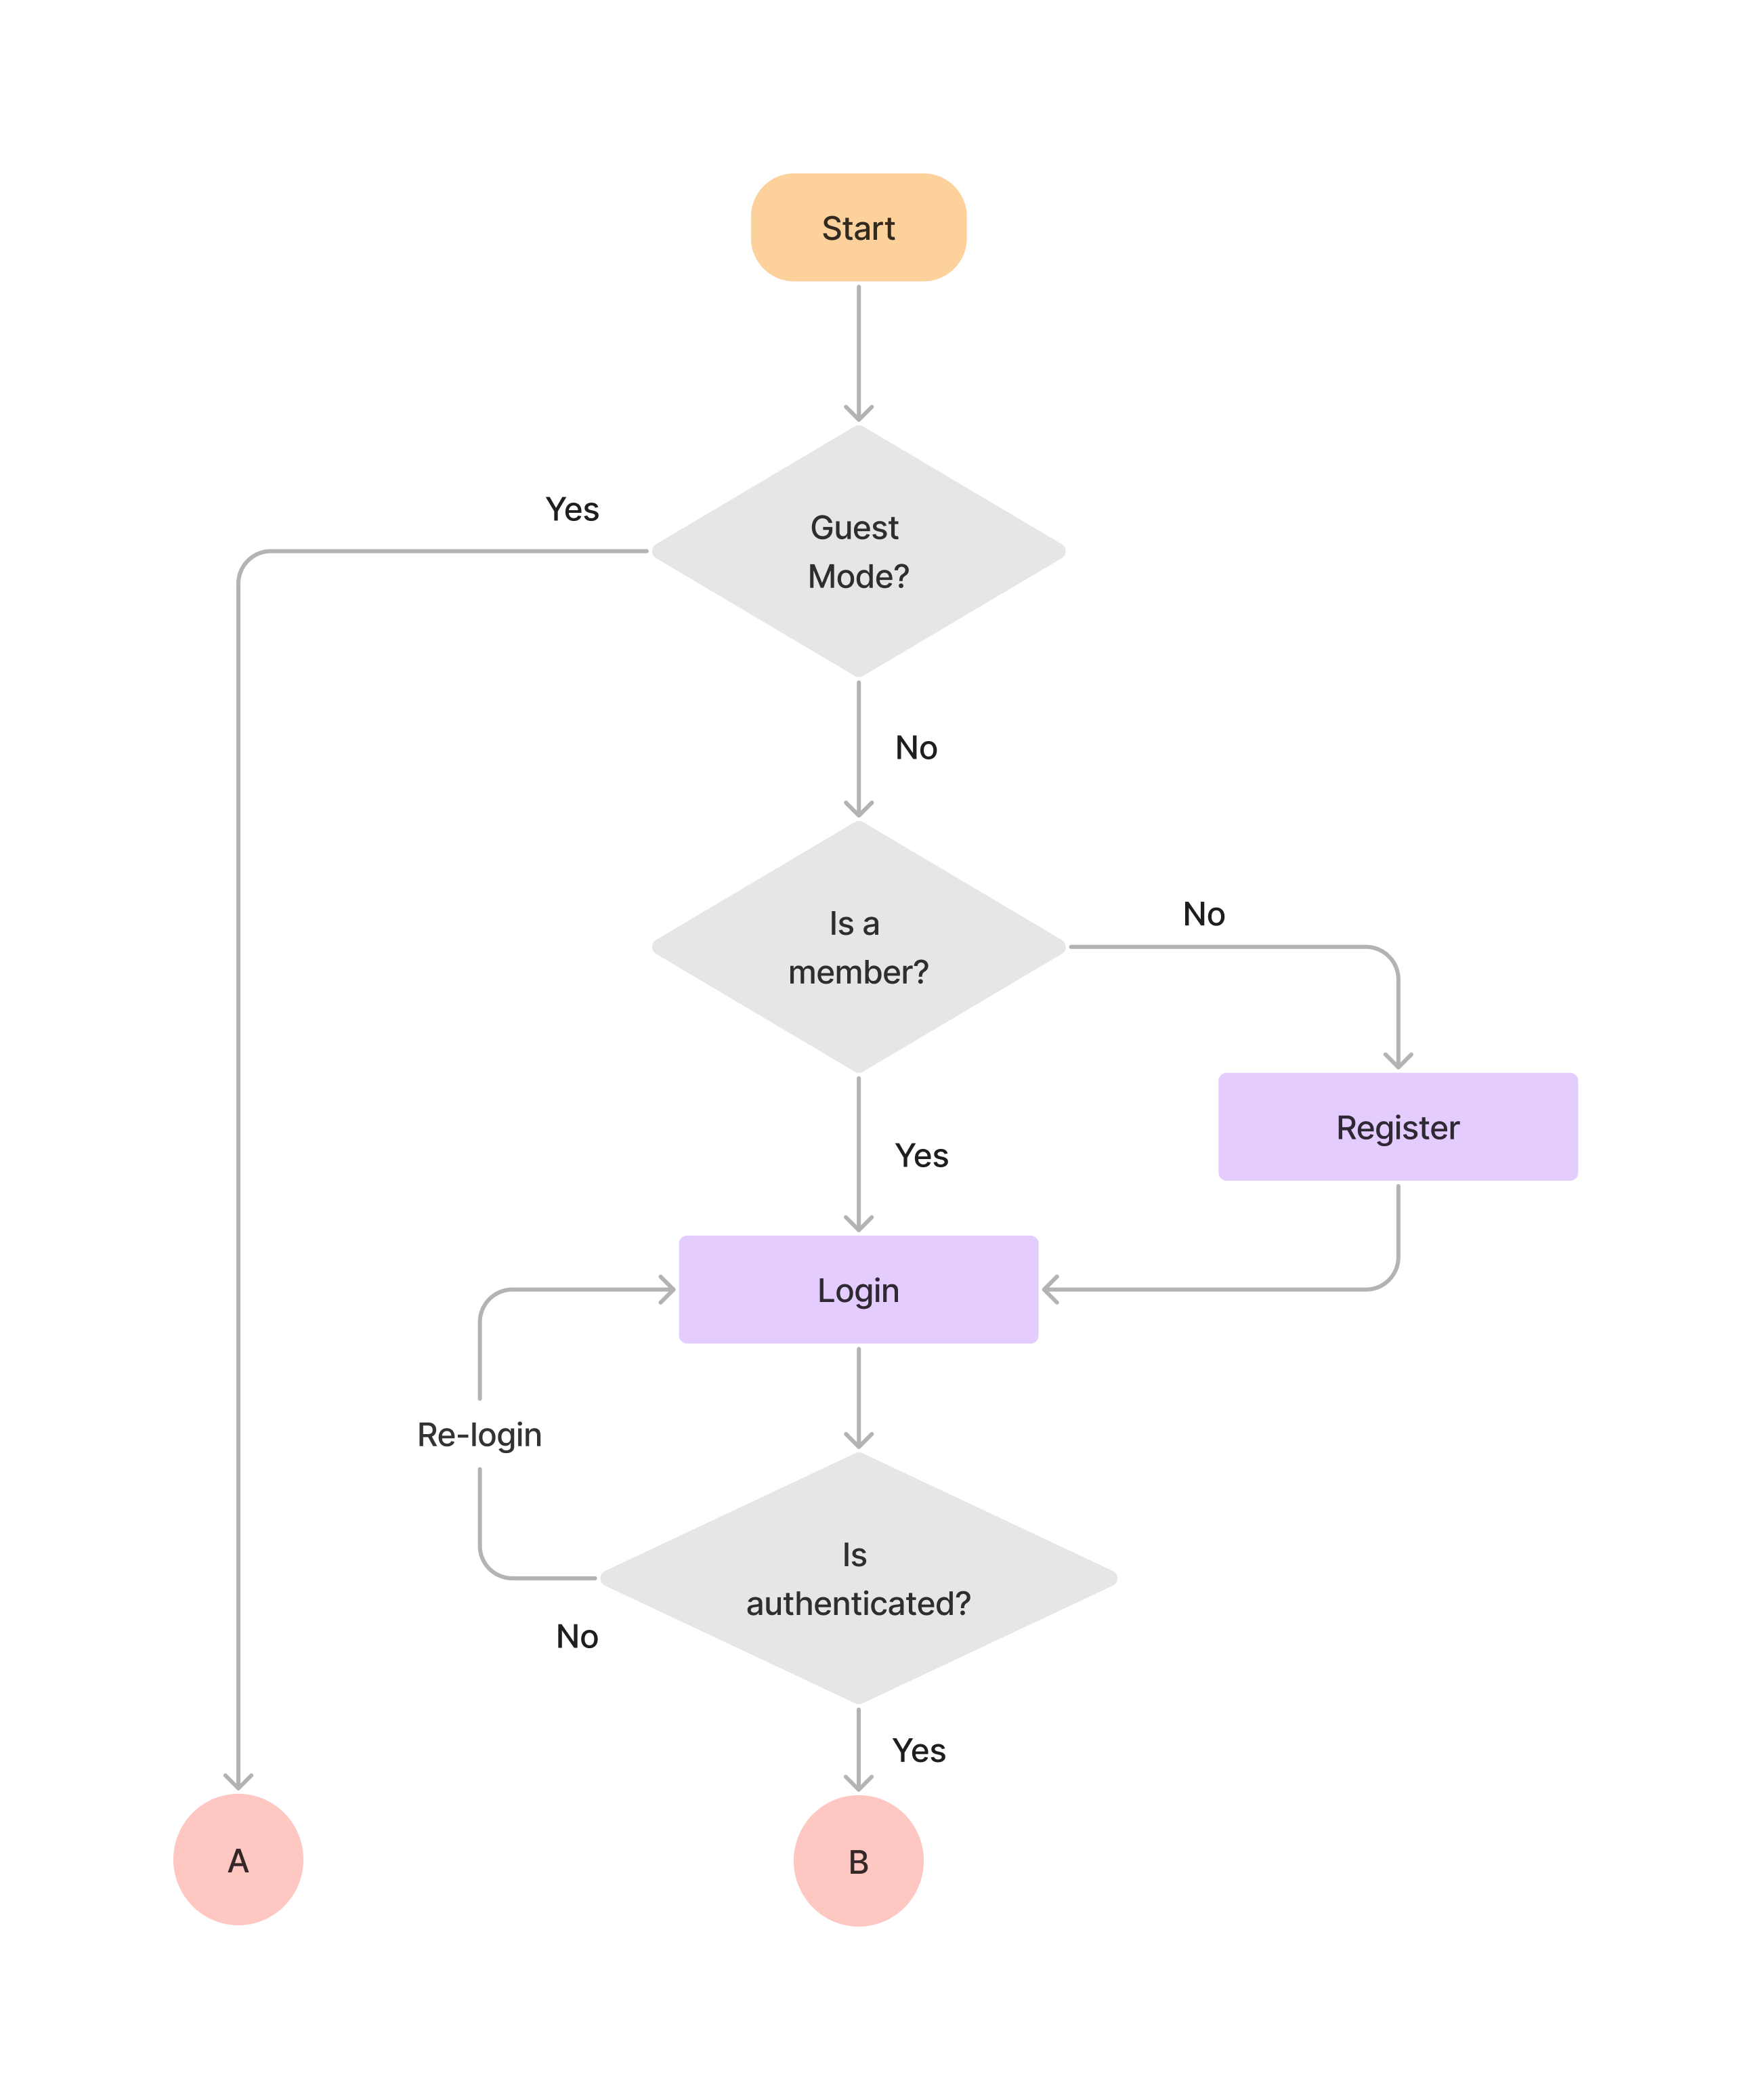 Start
Yes
Guest
Mode?
No
Is a
member?
No
Register
Yes
Login
Re-login
Is
authenticated?
No
Yes
A
B